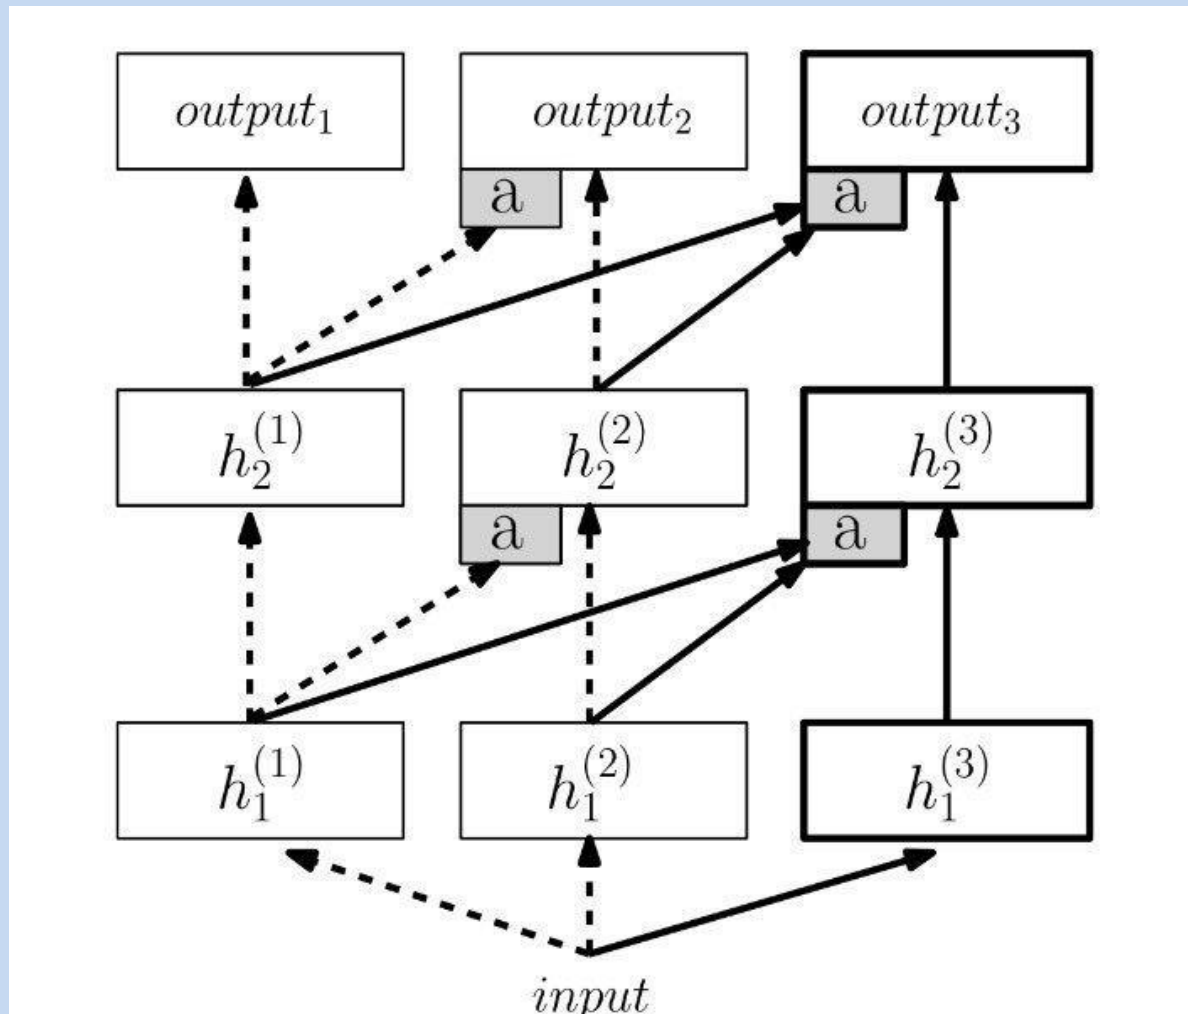 output₁ output₂ output₃
a a
h₂⁽¹⁾ h₂⁽²⁾ h₂⁽³⁾
a a
h₁⁽¹⁾ h₁⁽²⁾ h₁⁽³⁾
input